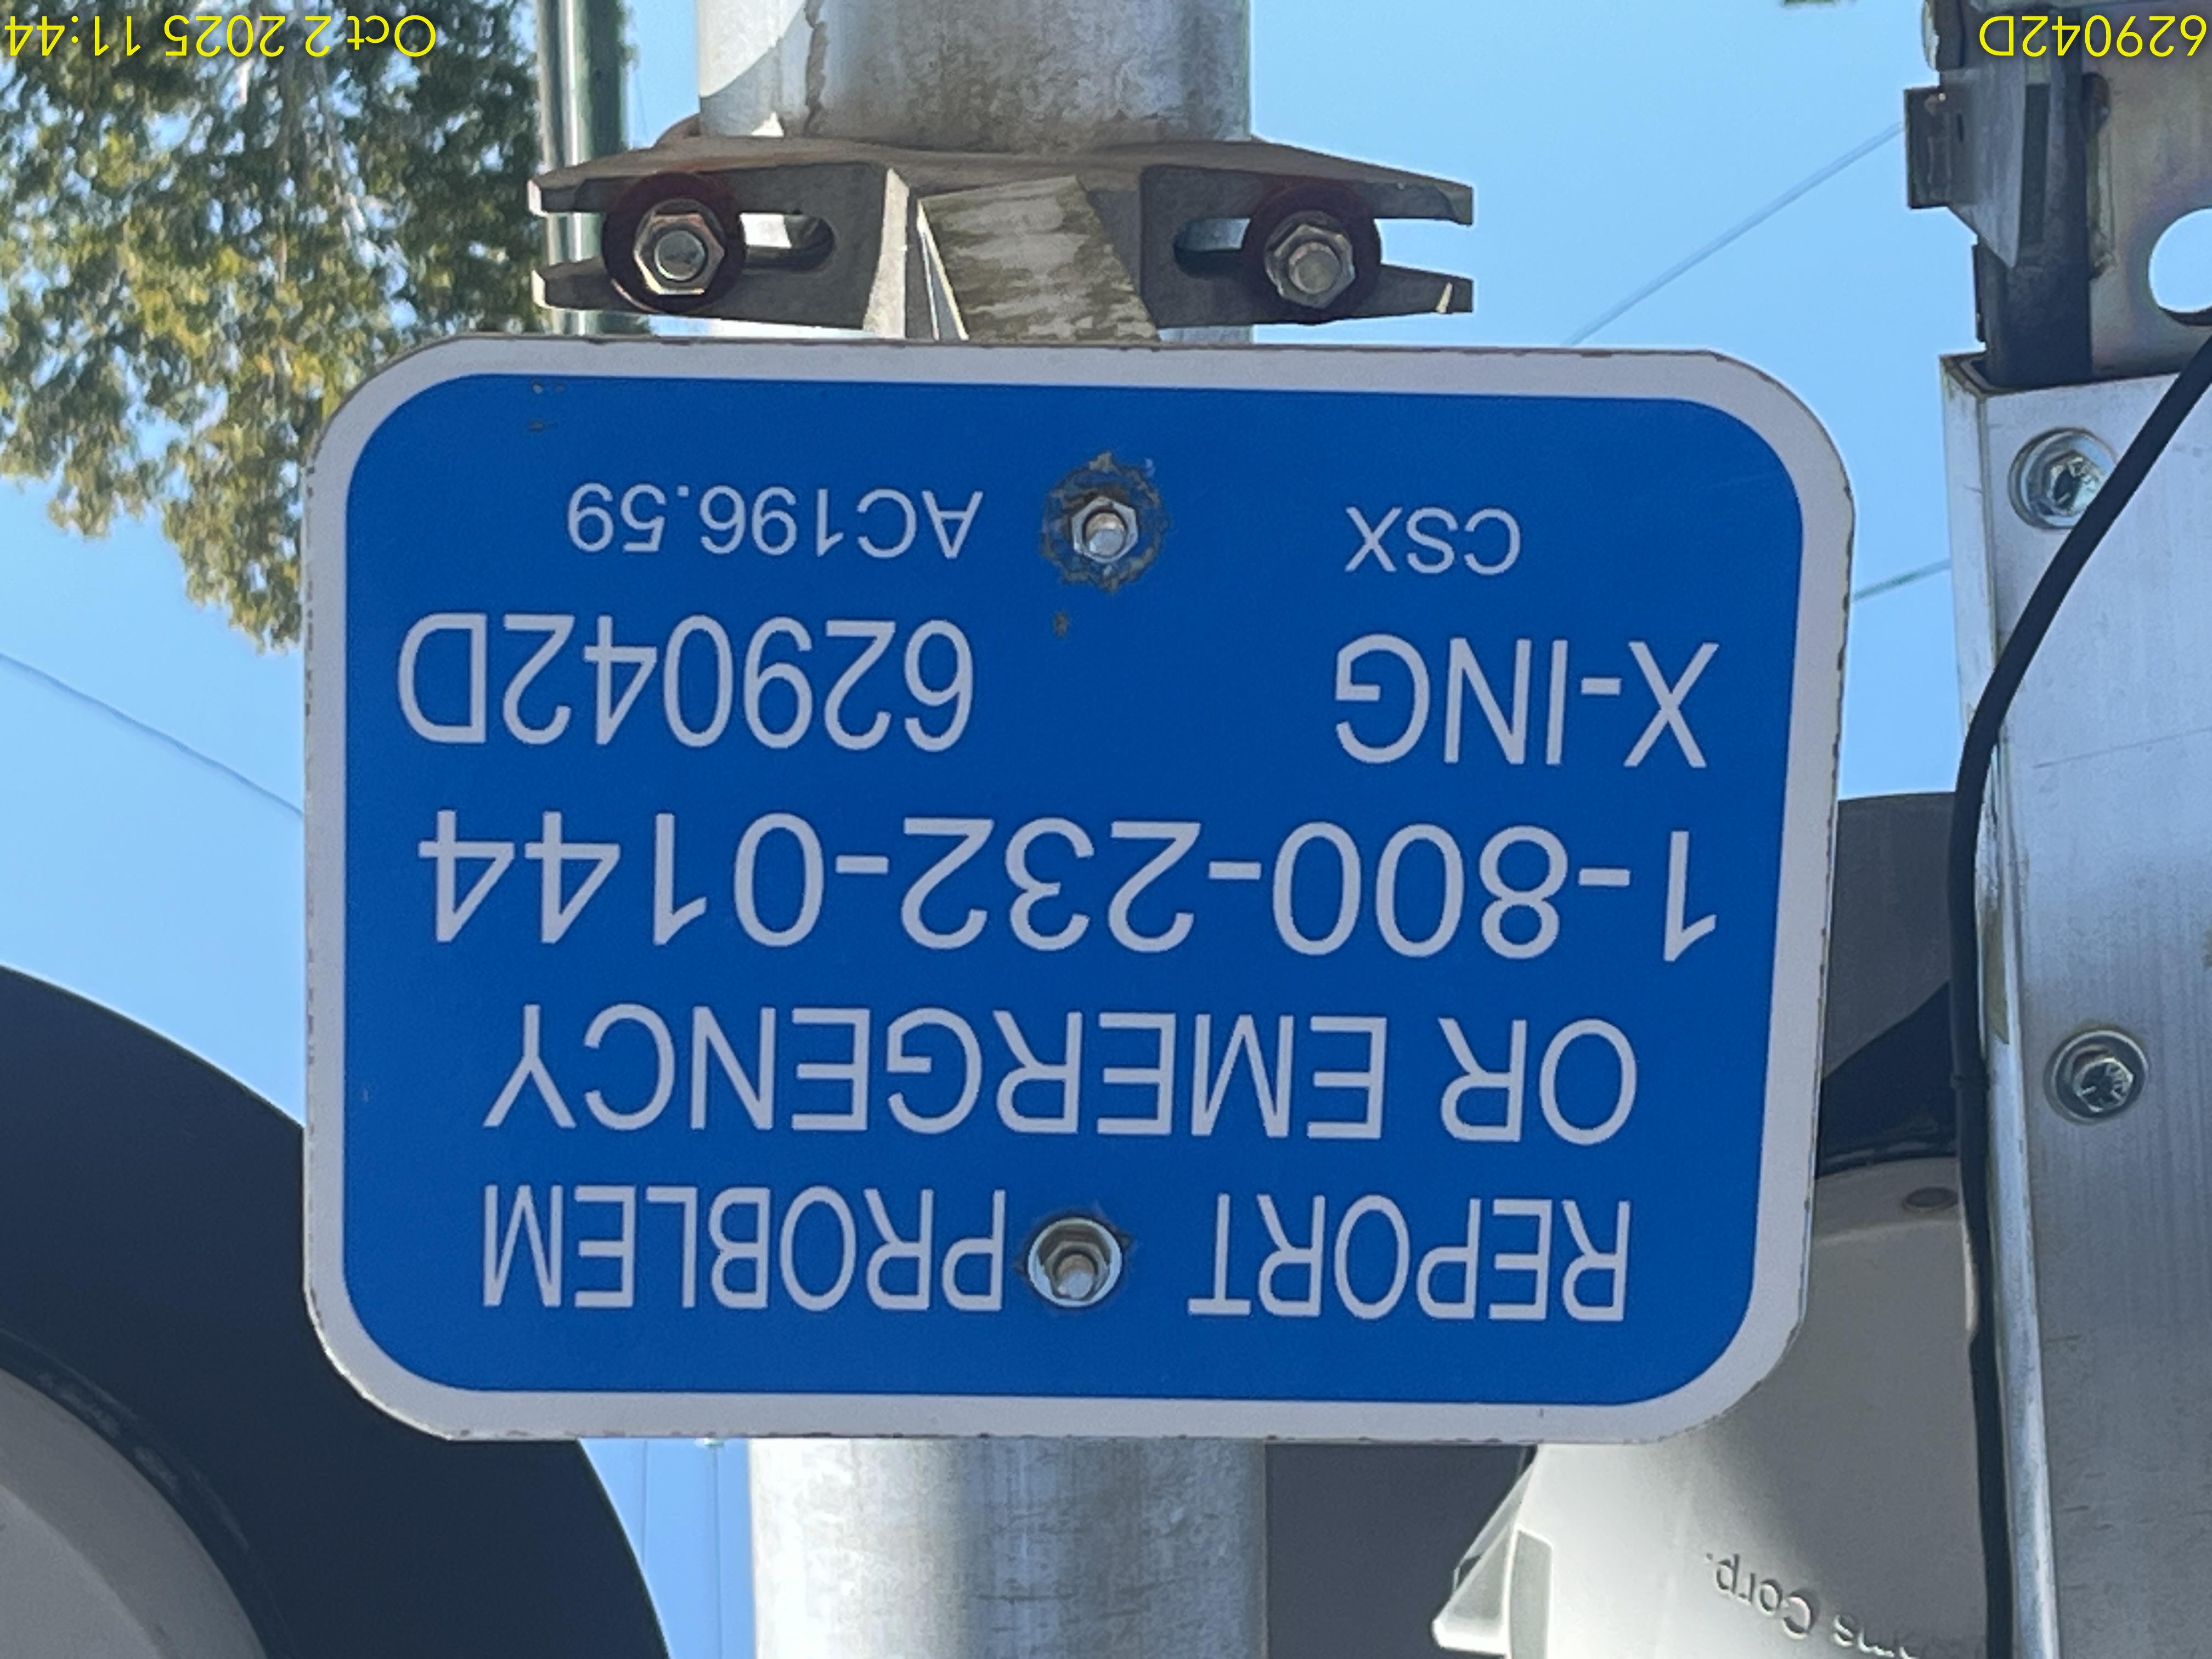 REPORT PROBLEM
OR EMERGENCY
1-800-232-0144
X-ING 629042D
CSX AC196.59
Corp.
629042D
Oct 2 2025 11:44